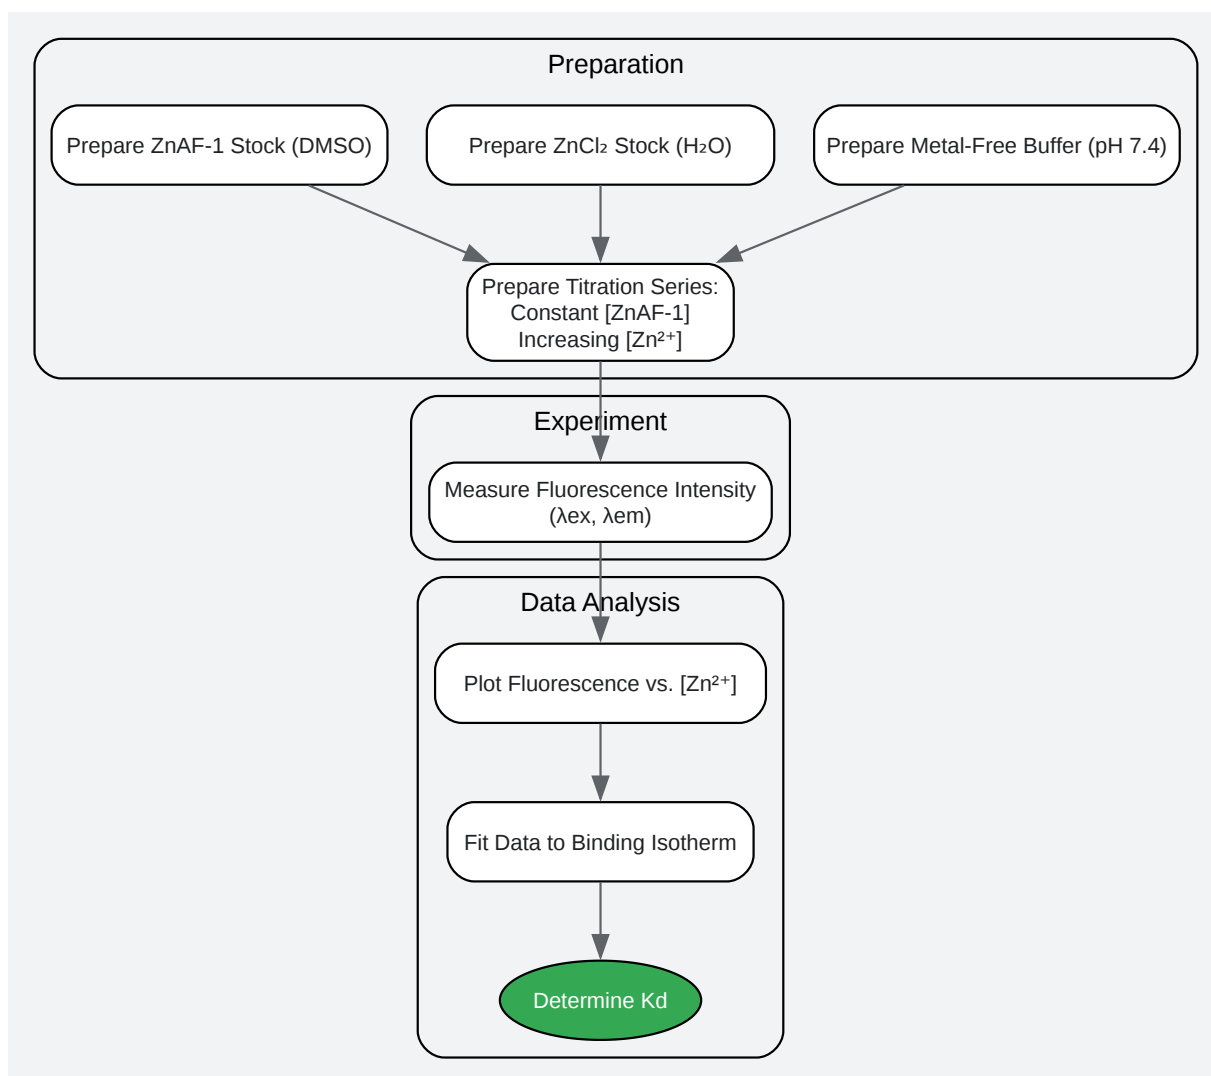 Preparation
Prepare ZnAF-1 Stock (DMSO)
Prepare ZnCl₂ Stock (H₂O)
Prepare Metal-Free Buffer (pH 7.4)
Prepare Titration Series:
Constant [ZnAF-1]
Increasing [Zn²⁺]
Experiment
Measure Fluorescence Intensity
(λex, λem)
Data Analysis
Plot Fluorescence vs. [Zn²⁺]
Fit Data to Binding Isotherm
Determine Kd